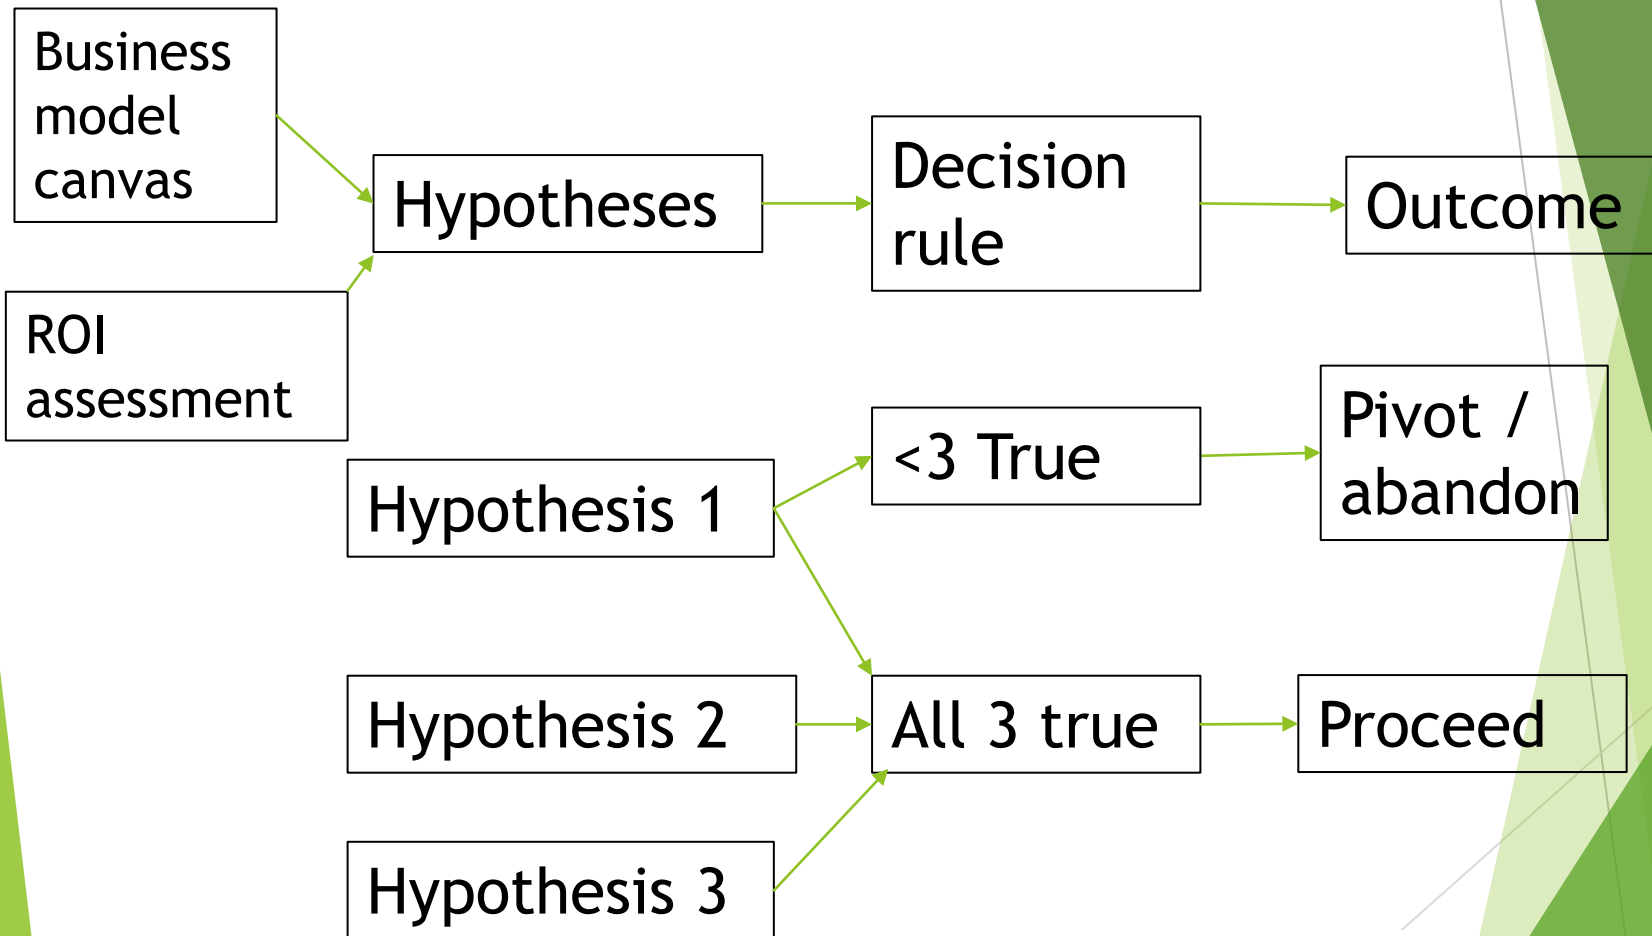 Business
model
canvas
Hypotheses
Decision
rule
Outcome
ROI
assessment
<3 True
Pivot /
abandon
Hypothesis 1
Hypothesis 2
All 3 true
Proceed
Hypothesis 3